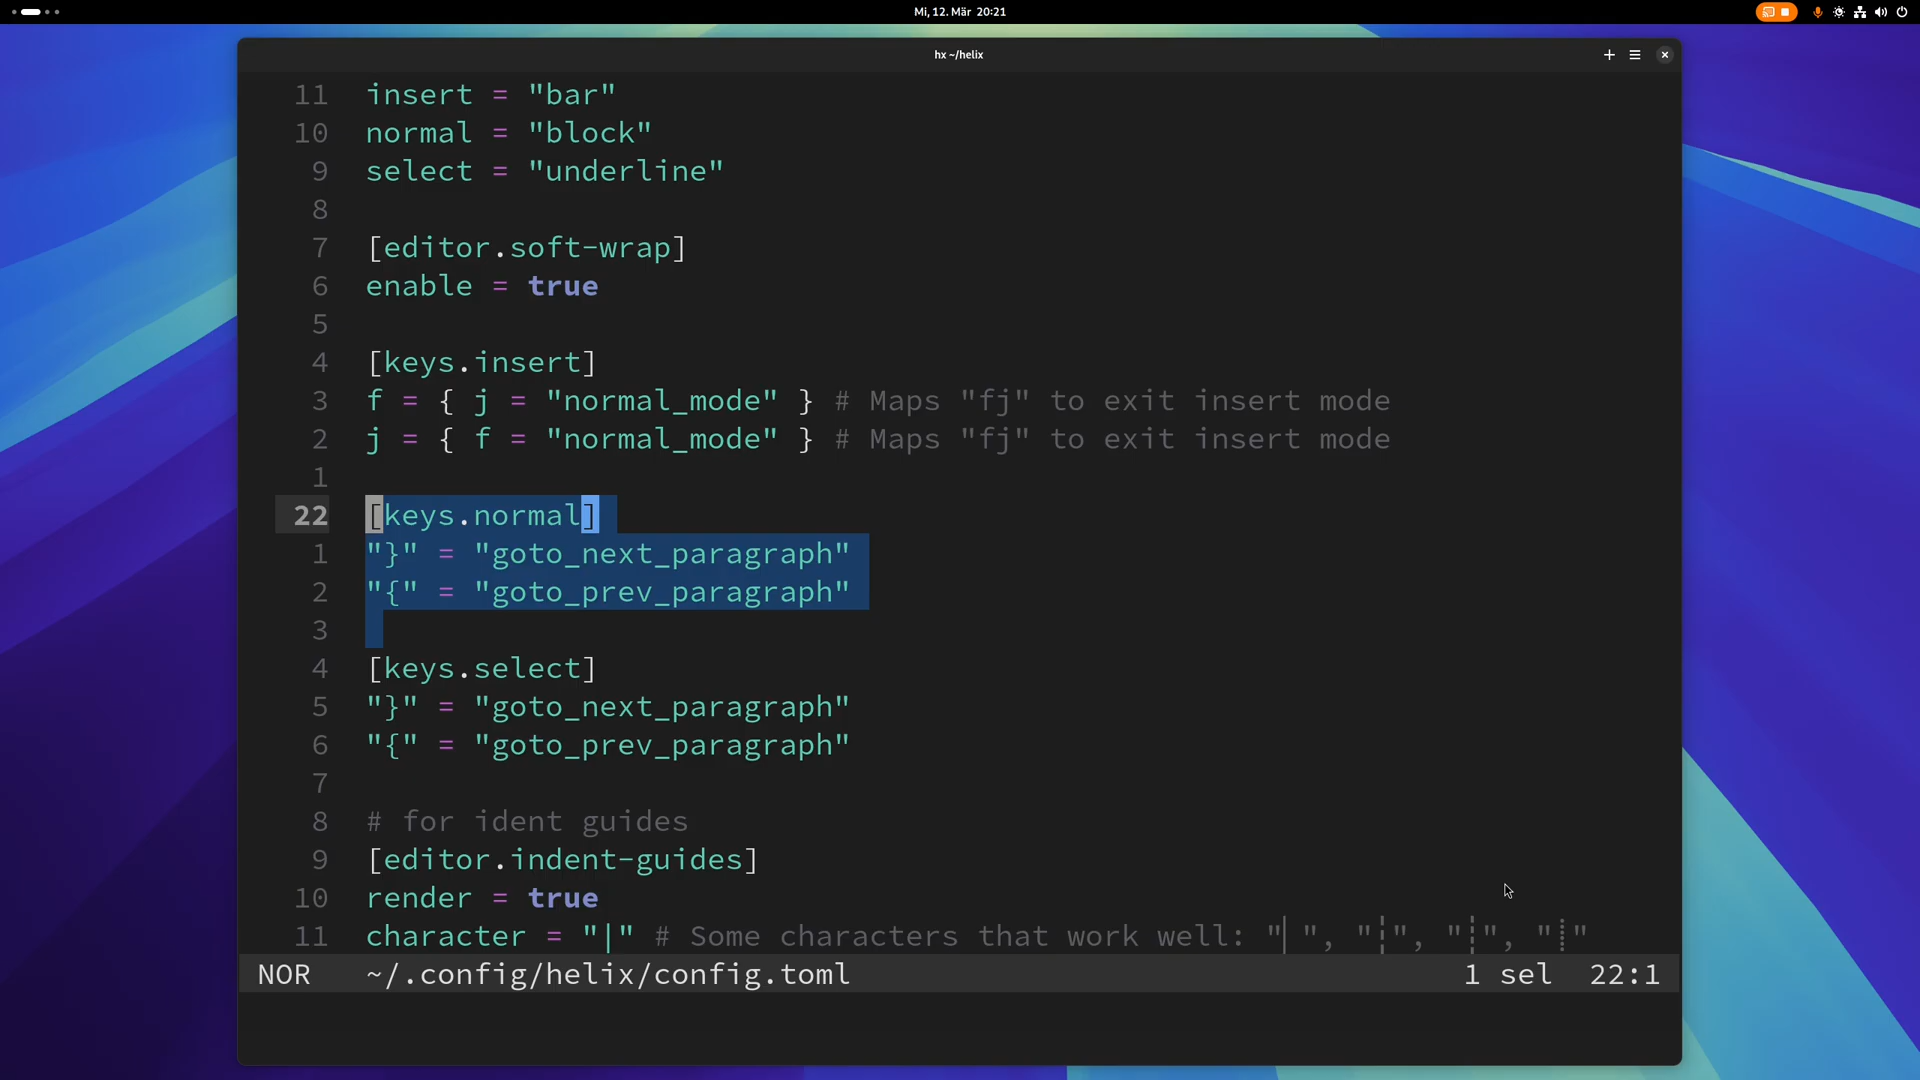 Mi, 12. Mär 20:21
hx ~/helix
11 insert = "bar"
10 normal = "block"
9 select = "underline"
8
7 [editor.soft-wrap]
6 enable = true
5
4 [keys.insert]
3 f = { j = "normal_mode" } # Maps "fj" to exit insert mode
2 j = { f = "normal_mode" } # Maps "fj" to exit insert mode
1
22 [keys.normal]
1 "}" = "goto_next_paragraph"
2 "{" = "goto_prev_paragraph"
3
4 [keys.select]
5 "}" = "goto_next_paragraph"
6 "{" = "goto_prev_paragraph"
7
8 # for ident guides
9 [editor.indent-guides]
10 render = true
11 character = "|" # Some characters that work well: "▏", "┆", "┊", "⸽"
NOR ~/.config/helix/config.toml 1 sel 22:1